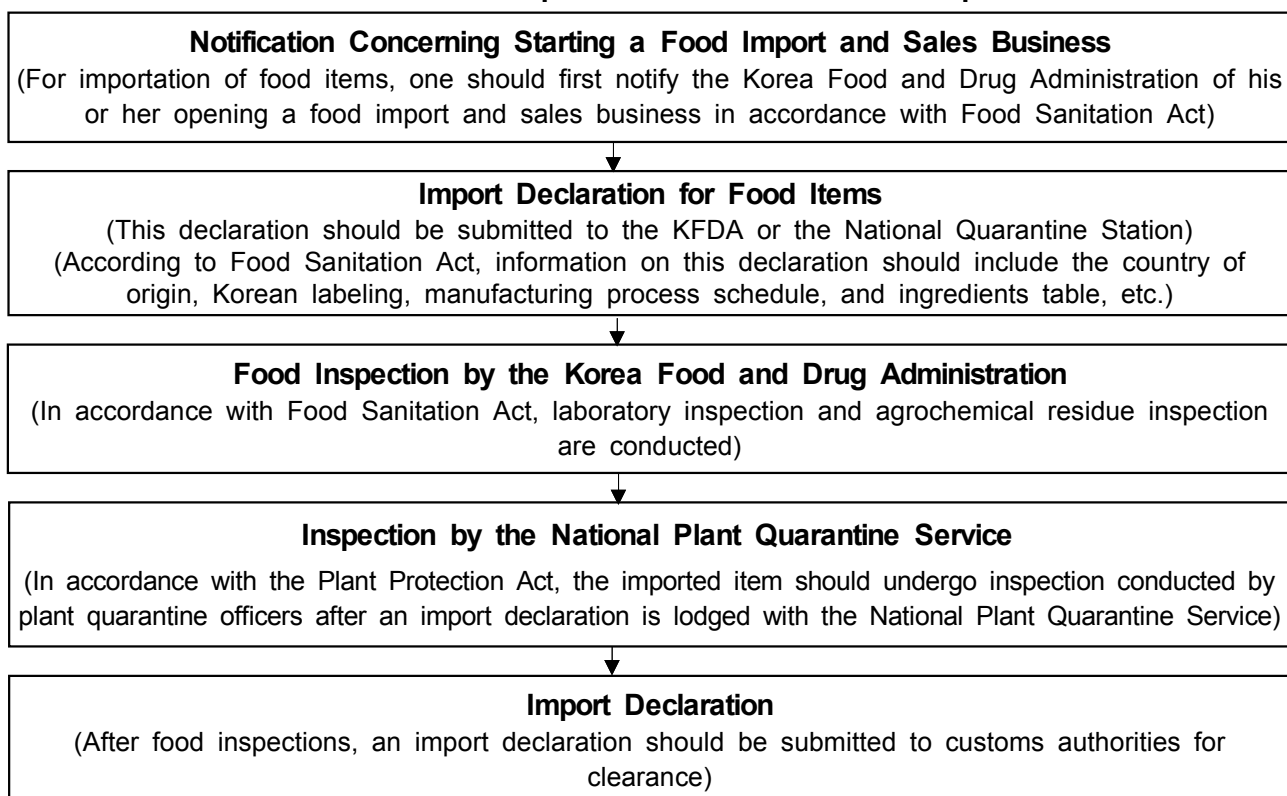 Notification Concerning Starting a Food Import and Sales Business
(For importation of food items, one should first notify the Korea Food and Drug Administration of his
or her opening a food import and sales business in accordance with Food Sanitation Act)
Import Declaration for Food Items
(This declaration should be submitted to the KFDA or the National Quarantine Station)
(According to Food Sanitation Act, information on this declaration should include the country of
origin, Korean labeling, manufacturing process schedule, and ingredients table, etc.)
Food Inspection by the Korea Food and Drug Administration
(In accordance with Food Sanitation Act, laboratory inspection and agrochemical residue inspection
are conducted)
Inspection by the National Plant Quarantine Service
(In accordance with the Plant Protection Act, the imported item should undergo inspection conducted by
plant quarantine officers after an import declaration is lodged with the National Plant Quarantine Service)
Import Declaration
(After food inspections, an import declaration should be submitted to customs authorities for
clearance)